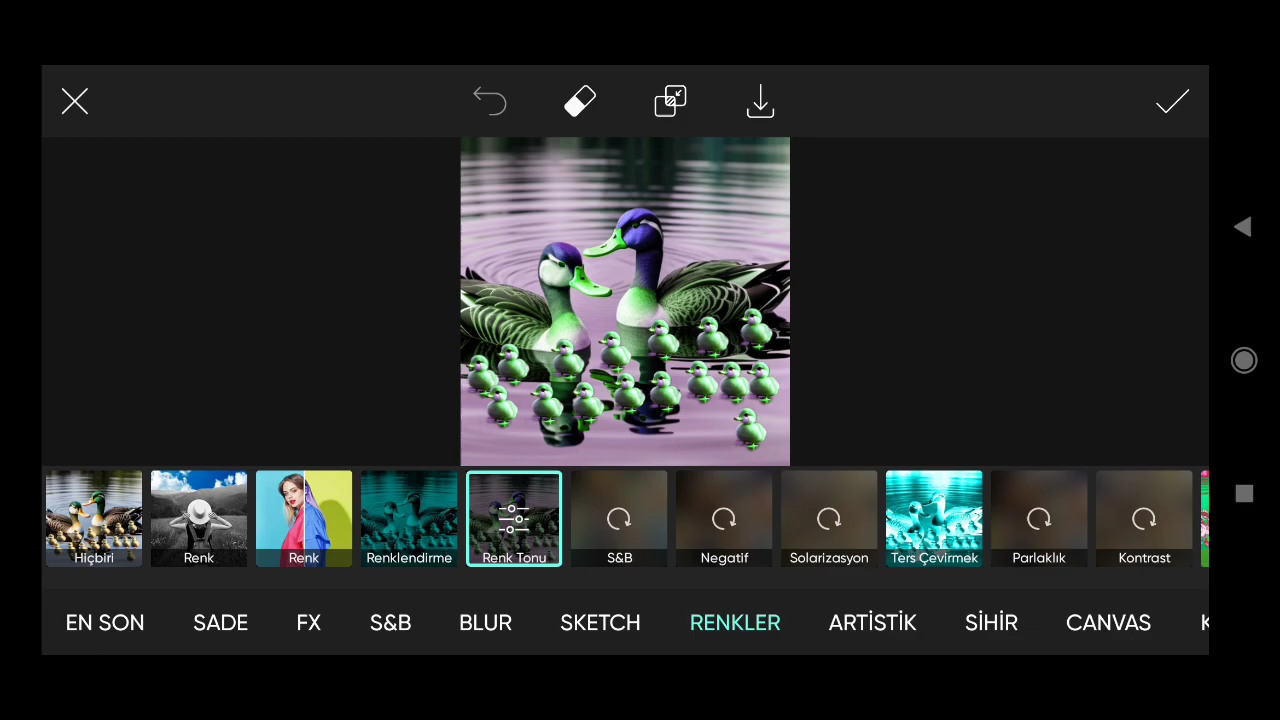 Hiçbiri
Renk
Renk
Renklendirme
Renk Tonu
S&B
Negatif
Solarizasyon
Ters Çevirmek
Parlaklık
Kontrast
EN SON
SADE
FX
S&B
BLUR
SKETCH
RENKLER
ARTİSTİK
SİHİR
CANVAS